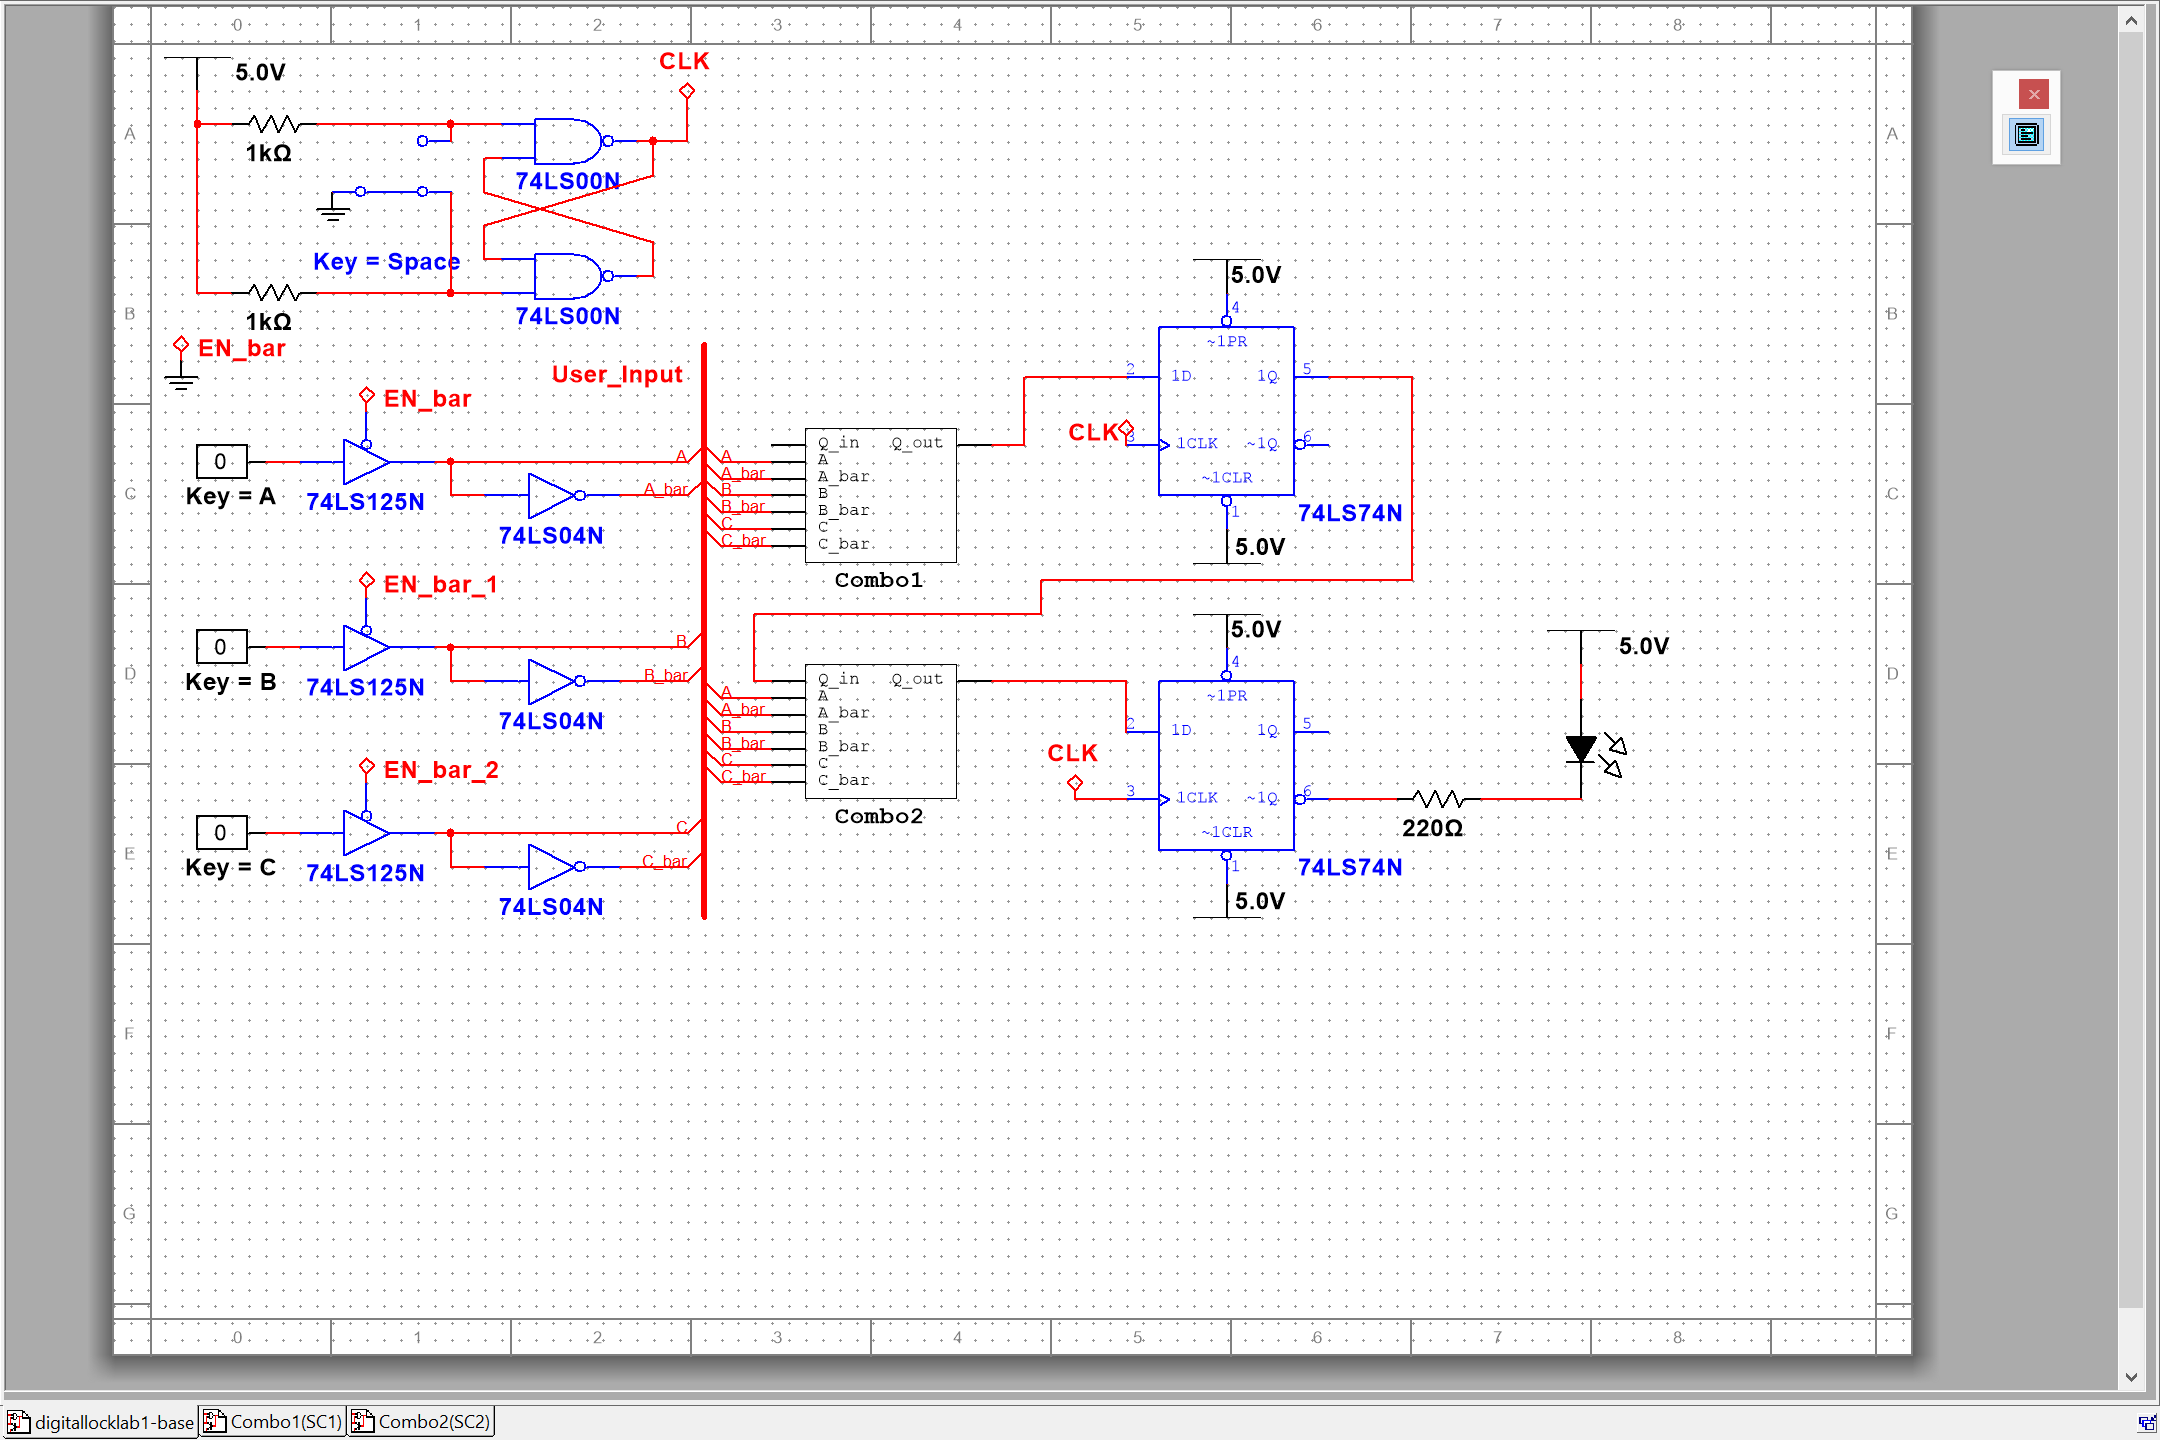 0 1 2 3 4 5 6 7 8
A
B
C
D
E
F
G
A
B
C
D
E
F
G
5.0V
CLK
1kΩ
74LS00N
Key = Space
1kΩ
74LS00N
EN_bar
User_Input
EN_bar
0
Key = A
74LS125N
74LS04N
A
A_bar
EN_bar_1
0
Key = B
74LS125N
74LS04N
B
B_bar
EN_bar_2
0
Key = C
74LS125N
74LS04N
C
C_bar
A
A_bar
B
B_bar
C
C_bar
Q_in Q_out
A
A_bar
B
B_bar
C
C_bar
Combo1
A
A_bar
B
B_bar
C
C_bar
Q_in Q_out
A
A_bar
B
B_bar
C
C_bar
Combo2
5.0V
4
~1PR
2 1D 1Q 5
CLK
3 1CLK ~1Q 6
~1CLR
1
74LS74N
5.0V
5.0V
4
~1PR
2 1D 1Q 5
CLK
3 1CLK ~1Q 6
~1CLR
1
74LS74N
5.0V
5.0V
220Ω
0 1 2 3 4 5 6 7 8
digitallocklab1-base Combo1(SC1) Combo2(SC2)